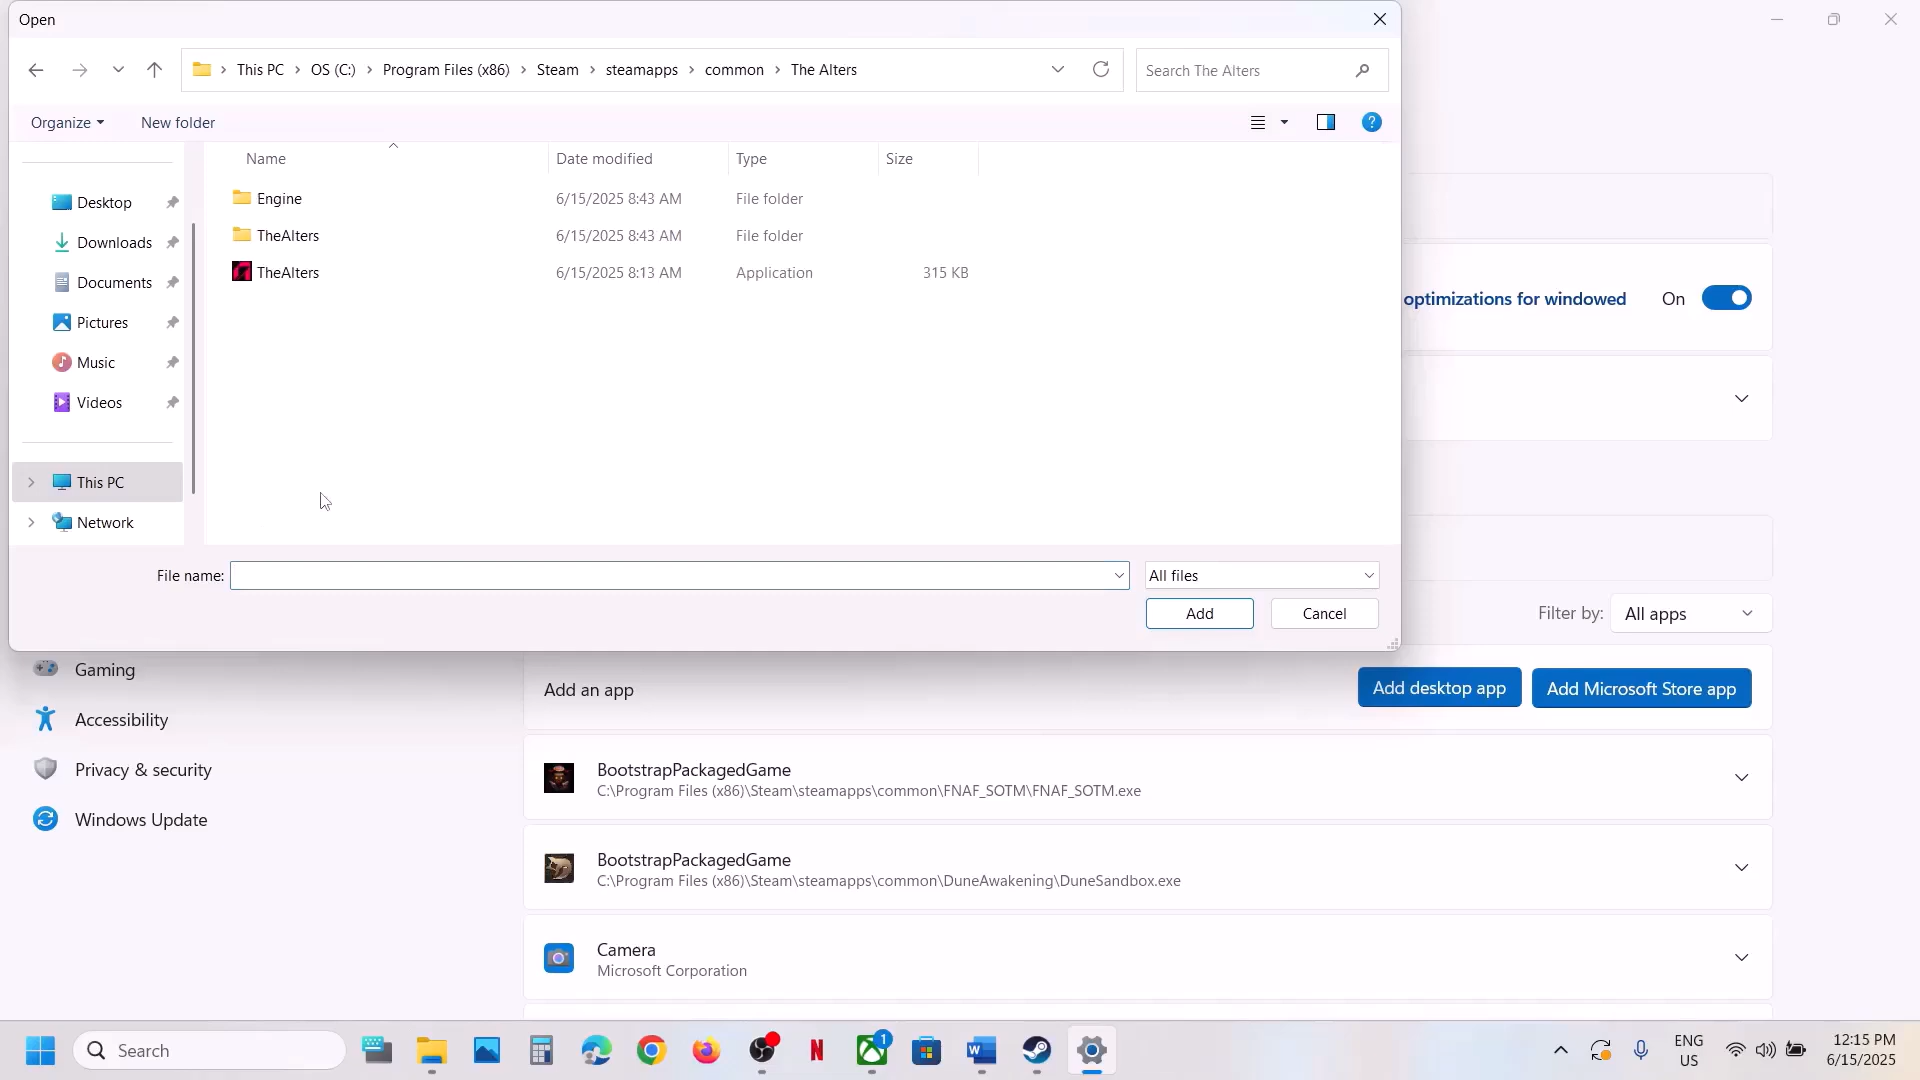 Open
This PC > OS (C:) > Program Files (x86) > Steam > steamapps > common > The Alters
Search The Alters
Organize
New folder
?
Name
Date modified
Type
Size
Engine
6/15/2025 8:43 AM
File folder
TheAlters
6/15/2025 8:43 AM
File folder
TheAlters
6/15/2025 8:13 AM
Application
315 KB
Desktop
Downloads
Documents
Pictures
Music
Videos
This PC
Network
File name:
All files
Add
Cancel
optimizations for windowed
On
Filter by:
All apps
Gaming
Accessibility
Privacy & security
Windows Update
Add an app
Add desktop app
Add Microsoft Store app
BootstrapPackagedGame
C:\Program Files (x86)\Steam\steamapps\common\FNAF_SOTM\FNAF_SOTM.exe
BootstrapPackagedGame
C:\Program Files (x86)\Steam\steamapps\common\DuneAwakening\DuneSandbox.exe
Camera
Microsoft Corporation
Search
N
1
W
ENG
US
12:15 PM
6/15/2025